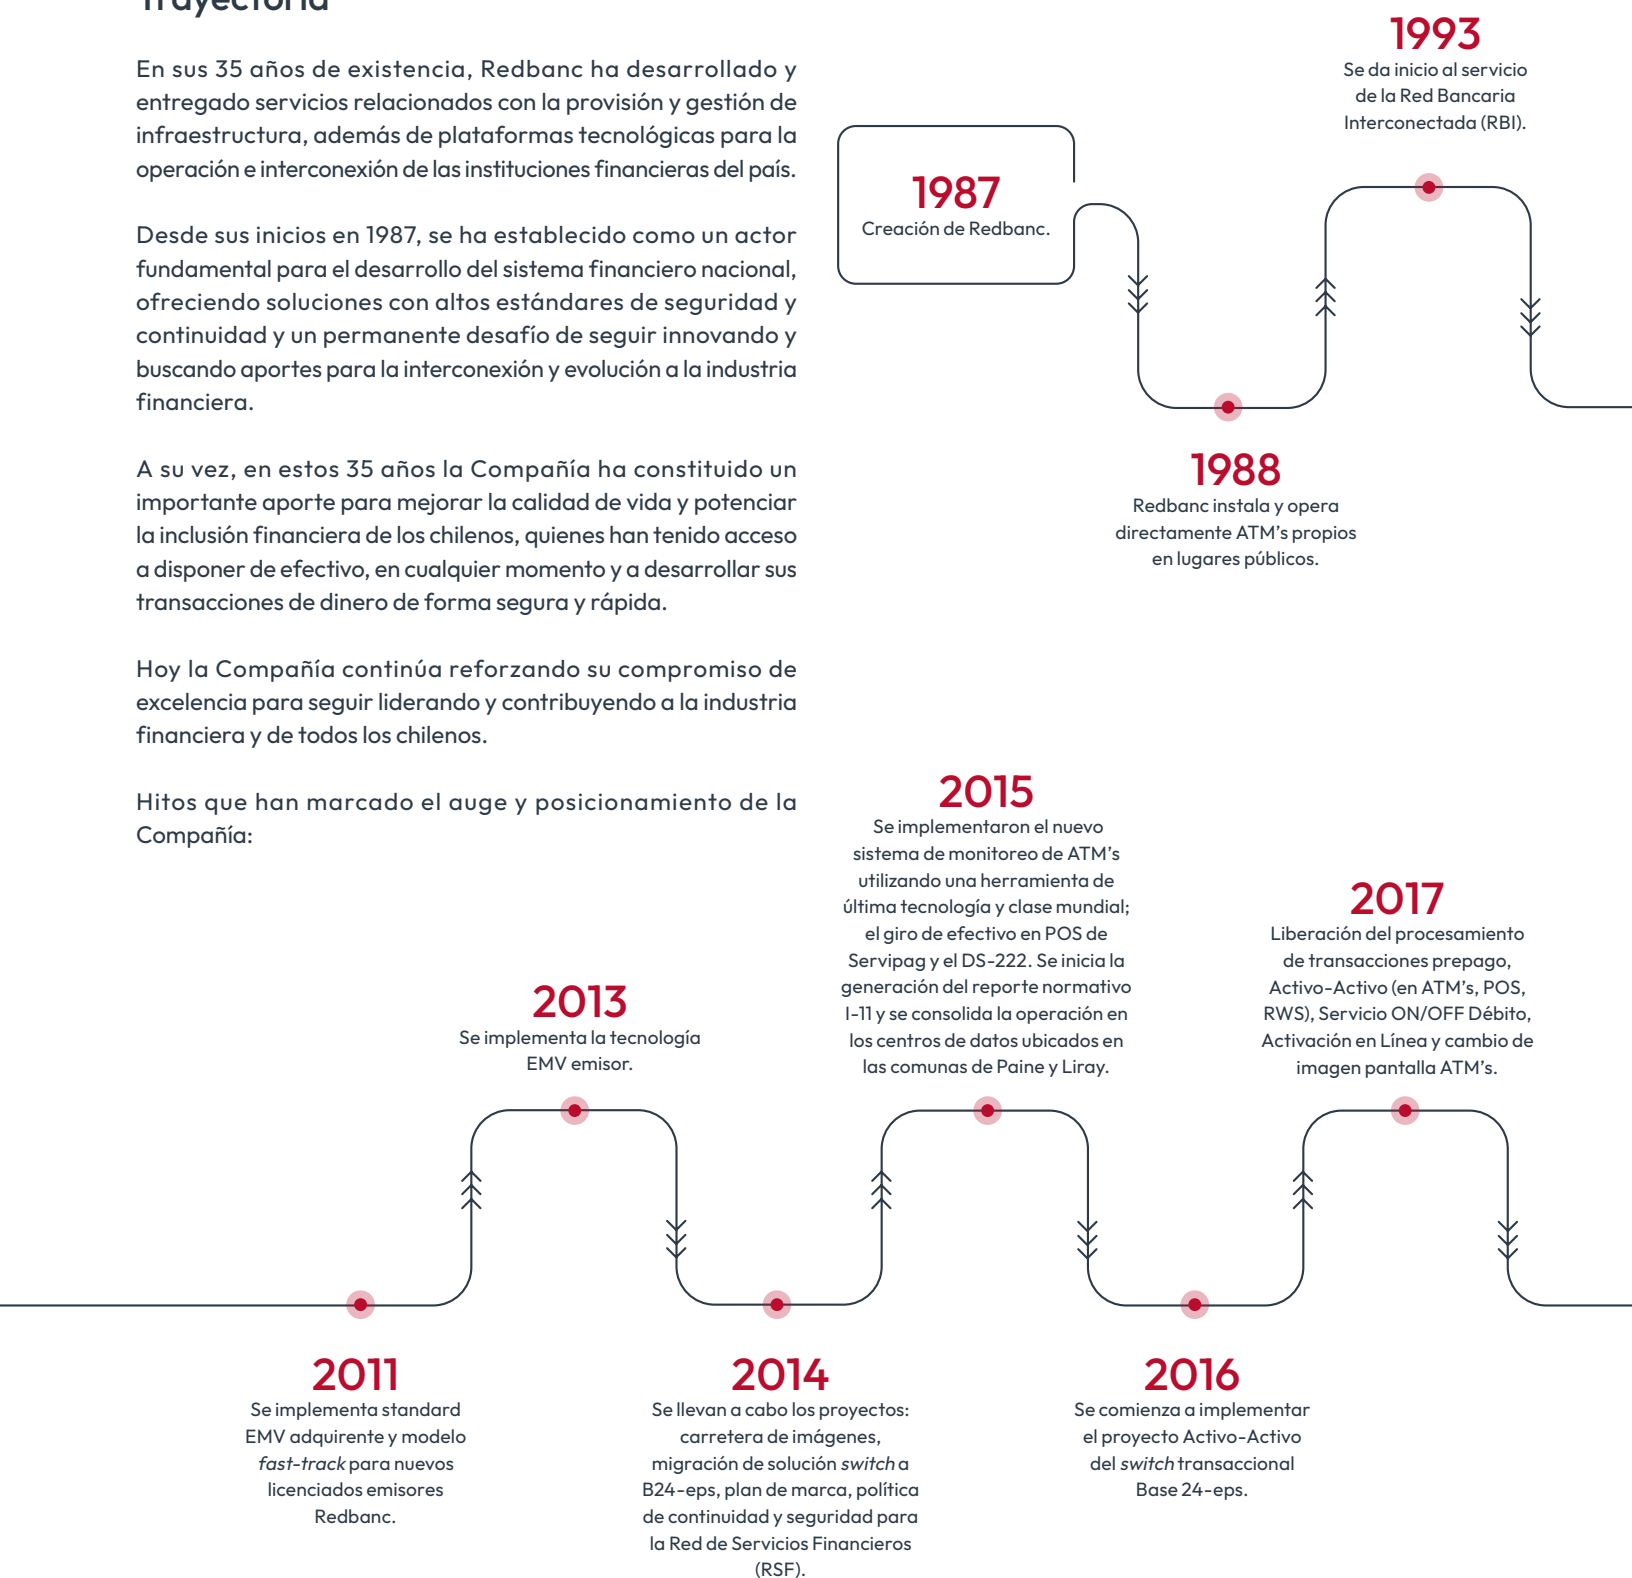 Trayectoria
En sus 35 años de existencia, Redbanc ha desarrollado y
entregado servicios relacionados con la provisión y gestión de
infraestructura, además de plataformas tecnológicas para la
operación e interconexión de las instituciones financieras del país.
Desde sus inicios en 1987, se ha establecido como un actor
fundamental para el desarrollo del sistema financiero nacional,
ofreciendo soluciones con altos estándares de seguridad y
continuidad y un permanente desafío de seguir innovando y
buscando aportes para la interconexión y evolución a la industria
financiera.
A su vez, en estos 35 años la Compañía ha constituido un
importante aporte para mejorar la calidad de vida y potenciar
la inclusión financiera de los chilenos, quienes han tenido acceso
a disponer de efectivo, en cualquier momento y a desarrollar sus
transacciones de dinero de forma segura y rápida.
Hoy la Compañía continúa reforzando su compromiso de
excelencia para seguir liderando y contribuyendo a la industria
financiera y de todos los chilenos.
Hitos que han marcado el auge y posicionamiento de la
Compañía:
1987
Creación de Redbanc.
1988
Redbanc instala y opera
directamente ATM's propios
en lugares públicos.
1993
Se da inicio al servicio
de la Red Bancaria
Interconectada (RBI).
2011
Se implementa standard
EMV adquirente y modelo
fast-track para nuevos
licenciados emisores
Redbanc.
2013
Se implementa la tecnología
EMV emisor.
2014
Se llevan a cabo los proyectos:
carretera de imágenes,
migración de solución switch a
B24-eps, plan de marca, política
de continuidad y seguridad para
la Red de Servicios Financieros
(RSF).
2015
Se implementaron el nuevo
sistema de monitoreo de ATM's
utilizando una herramienta de
última tecnología y clase mundial;
el giro de efectivo en POS de
Servipag y el DS-222. Se inicia la
generación del reporte normativo
I-11 y se consolida la operación en
los centros de datos ubicados en
las comunas de Paine y Liray.
2016
Se comienza a implementar
el proyecto Activo-Activo
del switch transaccional
Base 24-eps.
2017
Liberación del procesamiento
de transacciones prepago,
Activo-Activo (en ATM's, POS,
RWS), Servicio ON/OFF Débito,
Activación en Línea y cambio de
imagen pantalla ATM's.